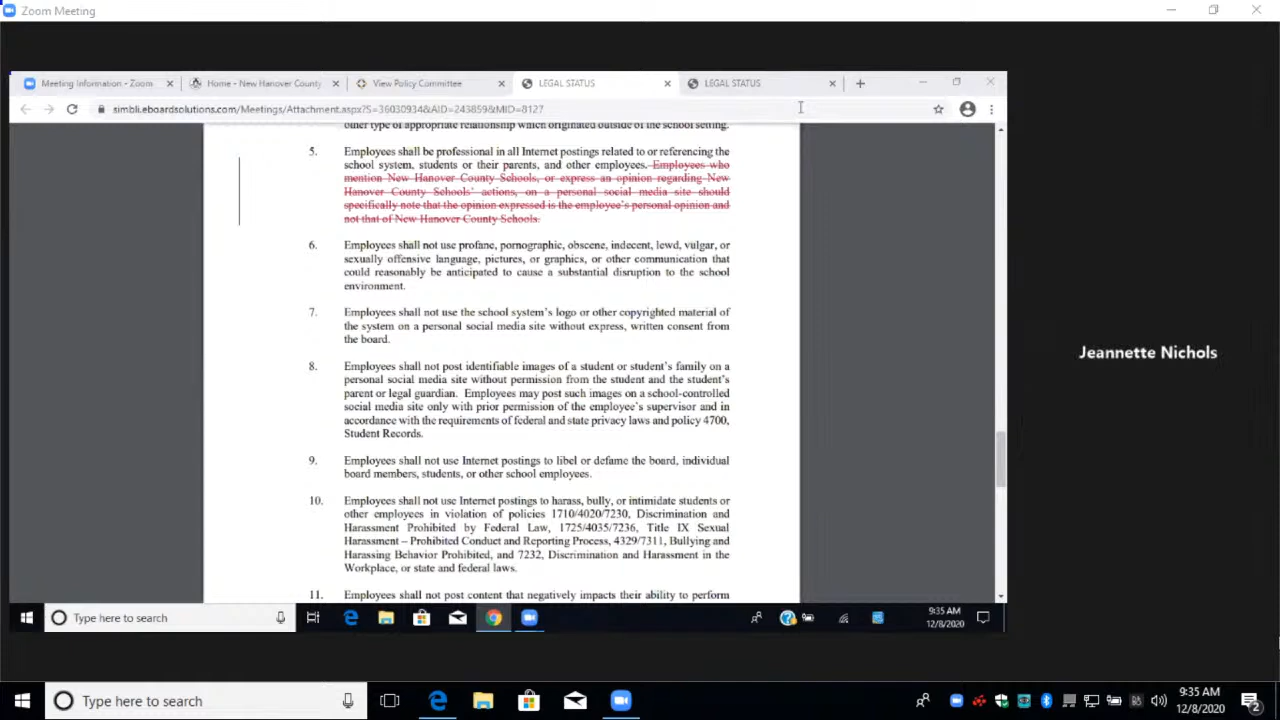 Zoom Meeting
Meeting Information - Zoom
Home - New Hanover County
View Policy Committee
LEGAL STATUS
LEGAL STATUS
simbli.eboardsolutions.com/Meetings/Attachment.aspx?S=36030934&AID=243859&MID=8127
other type of appropriate relationship which originated outside of the school setting.
5. Employees shall be professional in all Internet postings related to or referencing the
school system, students or their parents, and other employees. Employees who
mention New Hanover County Schools, or express an opinion regarding New
Hanover County Schools' actions, on a personal social media site should
specifically note that the opinion expressed is the employee's personal opinion and
not that of New Hanover County Schools.
6. Employees shall not use profane, pornographic, obscene, indecent, lewd, vulgar, or
sexually offensive language, pictures, or graphics, or other communication that
could reasonably be anticipated to cause a substantial disruption to the school
environment.
7. Employees shall not use the school system's logo or other copyrighted material of
the system on a personal social media site without express, written consent from
the board.
8. Employees shall not post identifiable images of a student or student's family on a
personal social media site without permission from the student and the student's
parent or legal guardian. Employees may post such images on a school-controlled
social media site only with prior permission of the employee's supervisor and in
accordance with the requirements of federal and state privacy laws and policy 4700,
Student Records.
9. Employees shall not use Internet postings to libel or defame the board, individual
board members, students, or other school employees.
10. Employees shall not use Internet postings to harass, bully, or intimidate students or
other employees in violation of policies 1710/4020/7230, Discrimination and
Harassment Prohibited by Federal Law, 1725/4035/7236, Title IX Sexual
Harassment – Prohibited Conduct and Reporting Process, 4329/7311, Bullying and
Harassing Behavior Prohibited, and 7232, Discrimination and Harassment in the
Workplace, or state and federal laws.
11. Employees shall not post content that negatively impacts their ability to perform
Jeannette Nichols
Type here to search
9:35 AM
12/8/2020
Type here to search
9:35 AM
12/8/2020
2